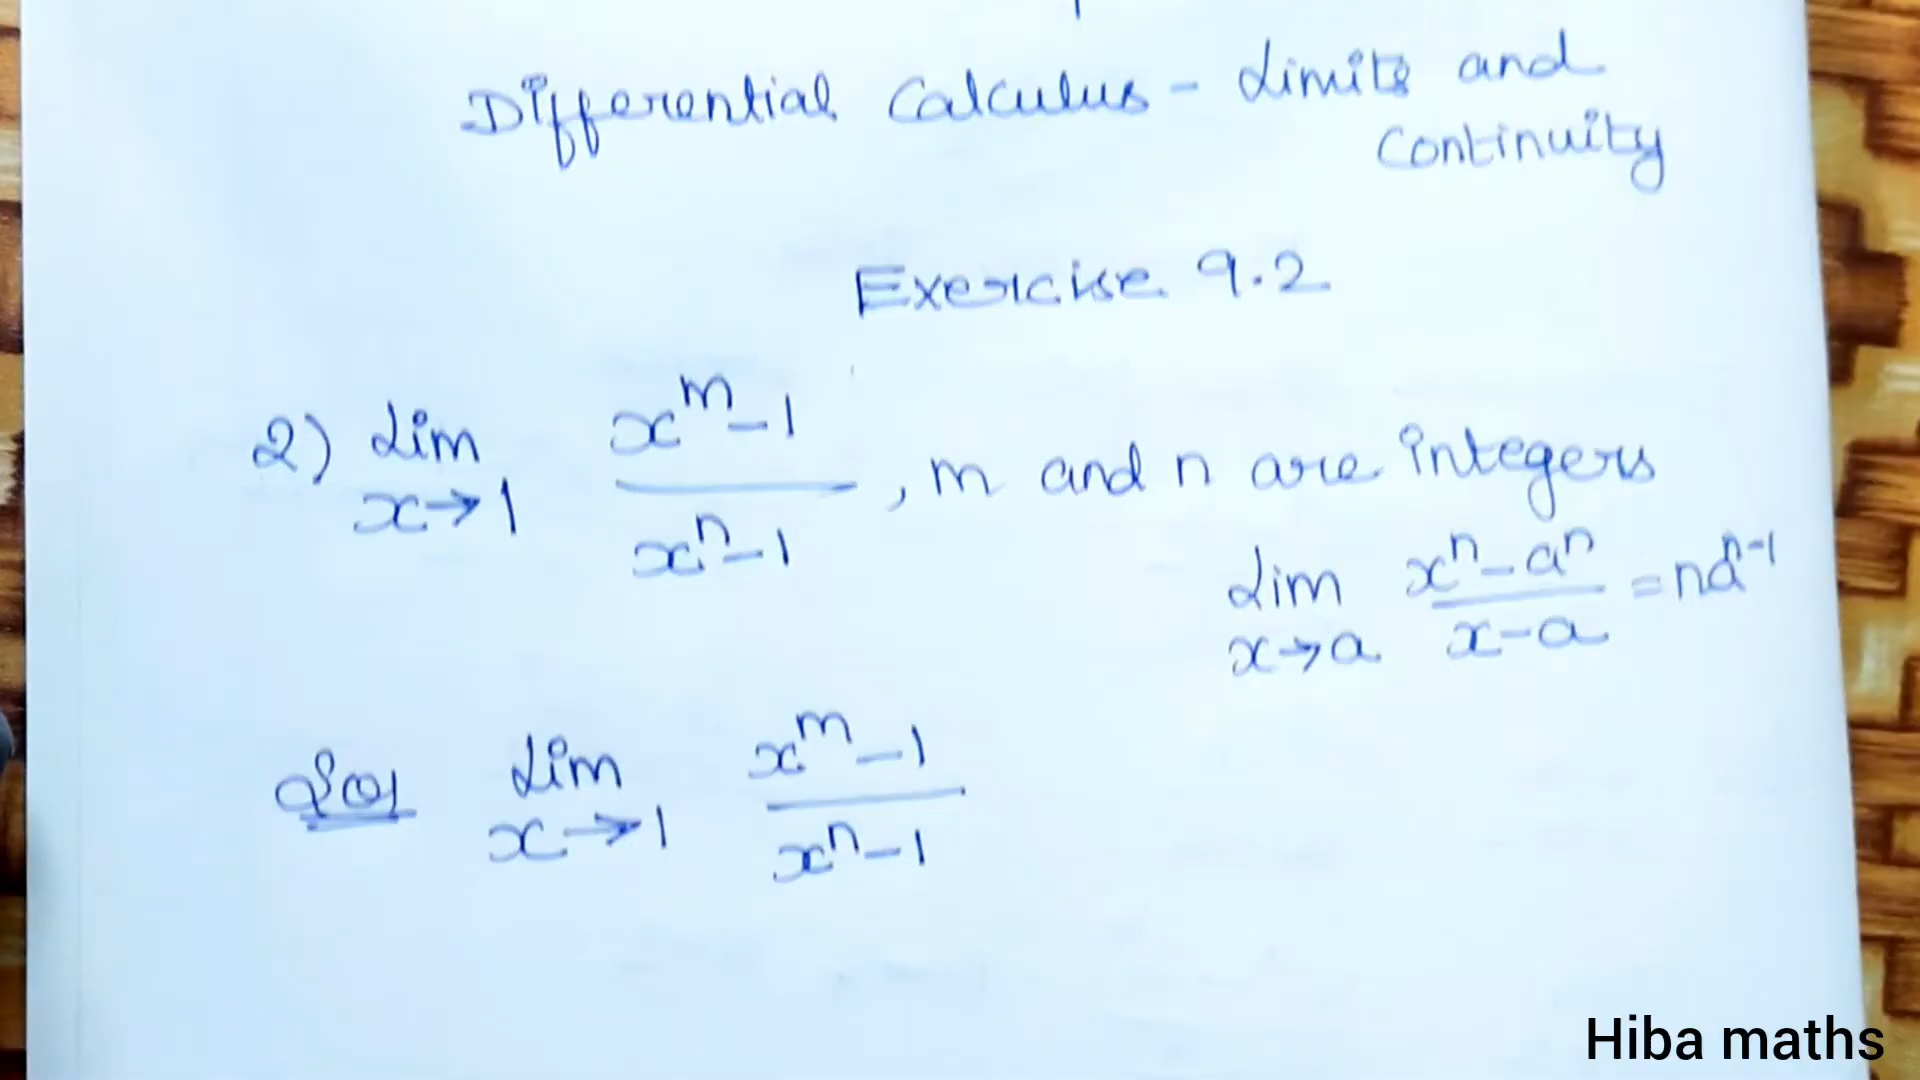 Differential Calculus - Limits and
Continuity
Exercise 9.2
2) lim x→1 (x^m - 1)/(x^n - 1), m and n are integers
lim x→a (x^n - a^n)/(x - a) = na^(n-1)
Sol lim x→1 (x^m - 1)/(x^n - 1)
Hiba maths